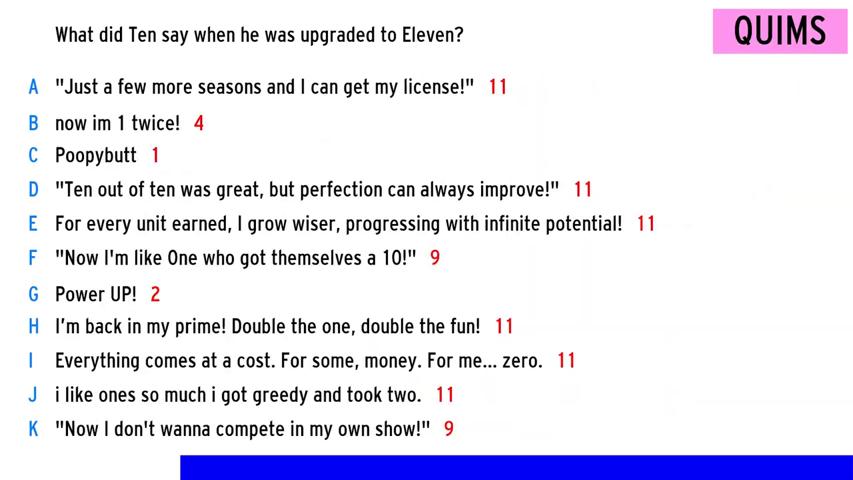 What did Ten say when he was upgraded to Eleven?
QUIMS
A "Just a few more seasons and I can get my license!" 11
B now im 1 twice! 4
C Poopybutt 1
D "Ten out of ten was great, but perfection can always improve!" 11
E For every unit earned, I grow wiser, progressing with infinite potential! 11
F "Now I'm like One who got themselves a 10!" 9
G Power UP! 2
H I'm back in my prime! Double the one, double the fun! 11
I Everything comes at a cost. For some, money. For me... zero. 11
J i like ones so much i got greedy and took two. 11
K "Now I don't wanna compete in my own show!" 9